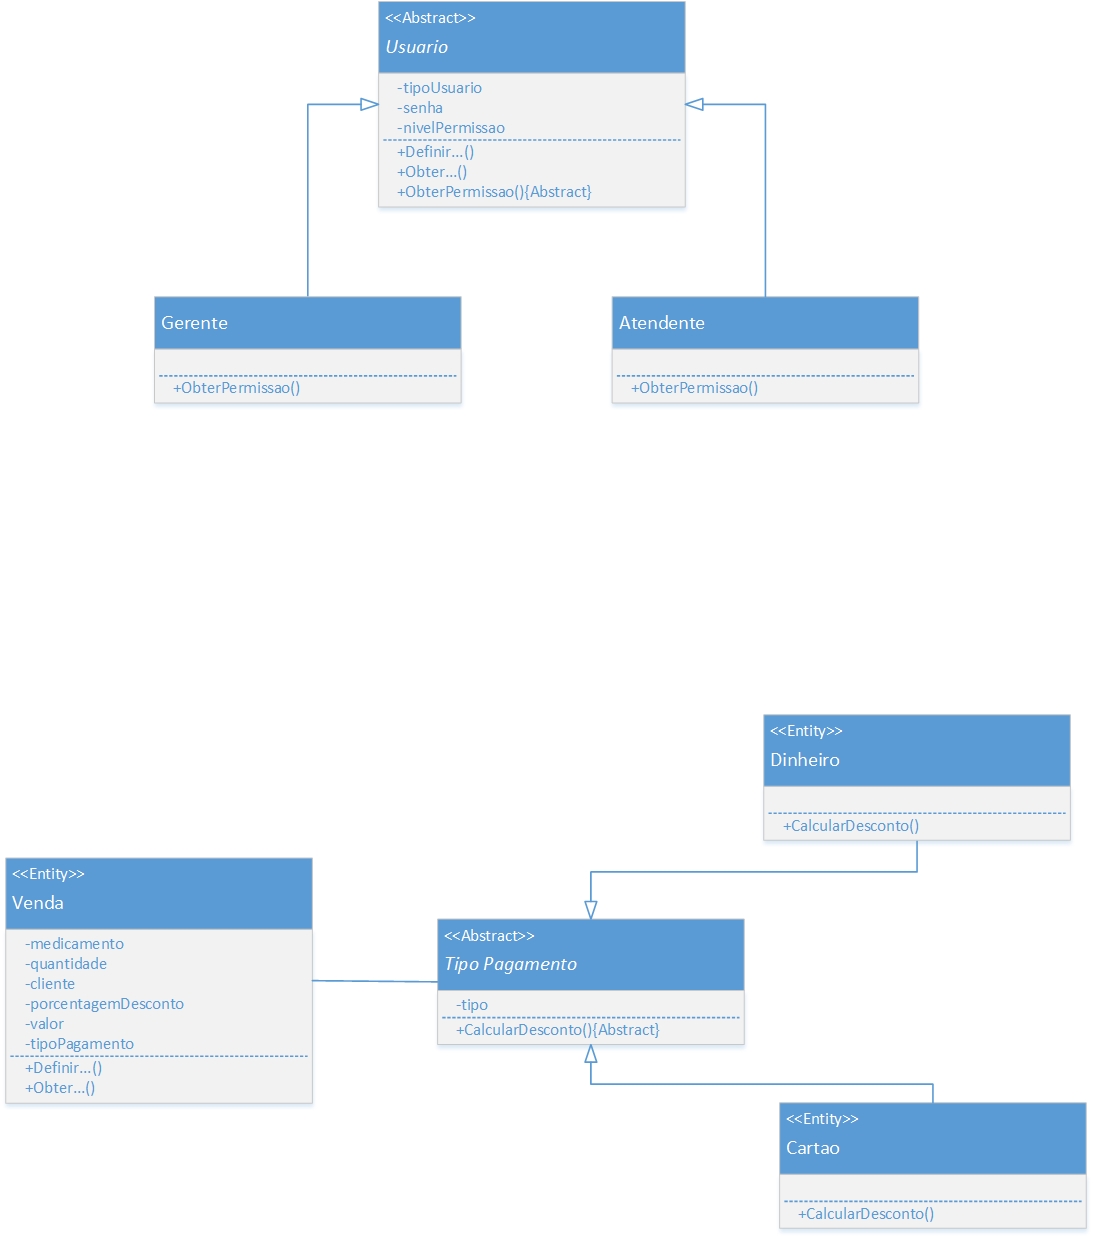 <<Abstract>>
Usuario
-tipoUsuario
-senha
-nivelPermissao
+Definir...()
+Obter...()
+ObterPermissao(){Abstract}
Gerente
+ObterPermissao()
Atendente
+ObterPermissao()
<<Entity>>
Dinheiro
+CalcularDesconto()
<<Entity>>
Venda
-medicamento
-quantidade
-cliente
-porcentagemDesconto
-valor
-tipoPagamento
+Definir...()
+Obter...()
<<Abstract>>
Tipo Pagamento
-tipo
+CalcularDesconto(){Abstract}
<<Entity>>
Cartao
+CalcularDesconto()